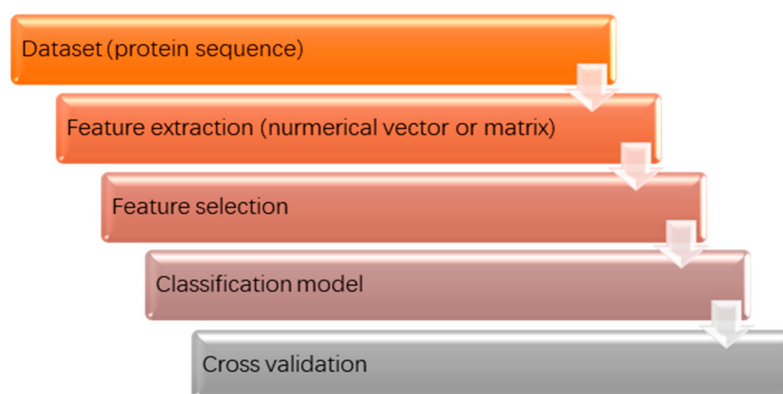 Dataset (protein sequence)
Feature extraction (nurmerical vector or matrix)
Feature selection
Classification model
Cross validation